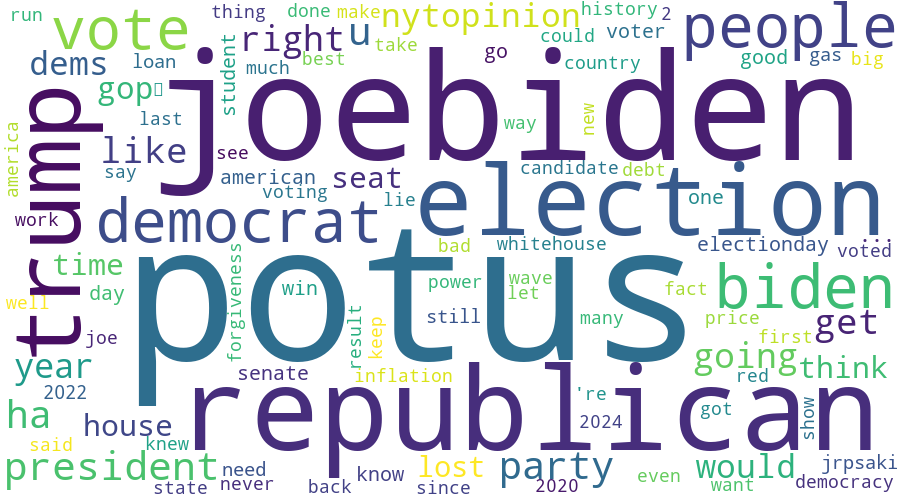 run
thing
done
make
history
2
vote
nytopinion
people
right
u
take
could
voter
dems
loan
student
much
best
go
country
good
gas
big
gop
joebiden
trump
last
like
see
way
new
america
say
american
voting
seat
lie
candidate
debt
one
work
democrat
election
time
day
forgiveness
bad
whitehouse
electionday
...
voted
well
potus
win
power
wave
let
fact
biden
joe
result
keep
still
many
price
first
get
year
2022
senate
inflation
're
going
red
think
ha
house
republican
2024
got
show
said
knew
president
need
never
state
back
know
lost
since
party
2020
even
would
want
jrpsaki
democracy